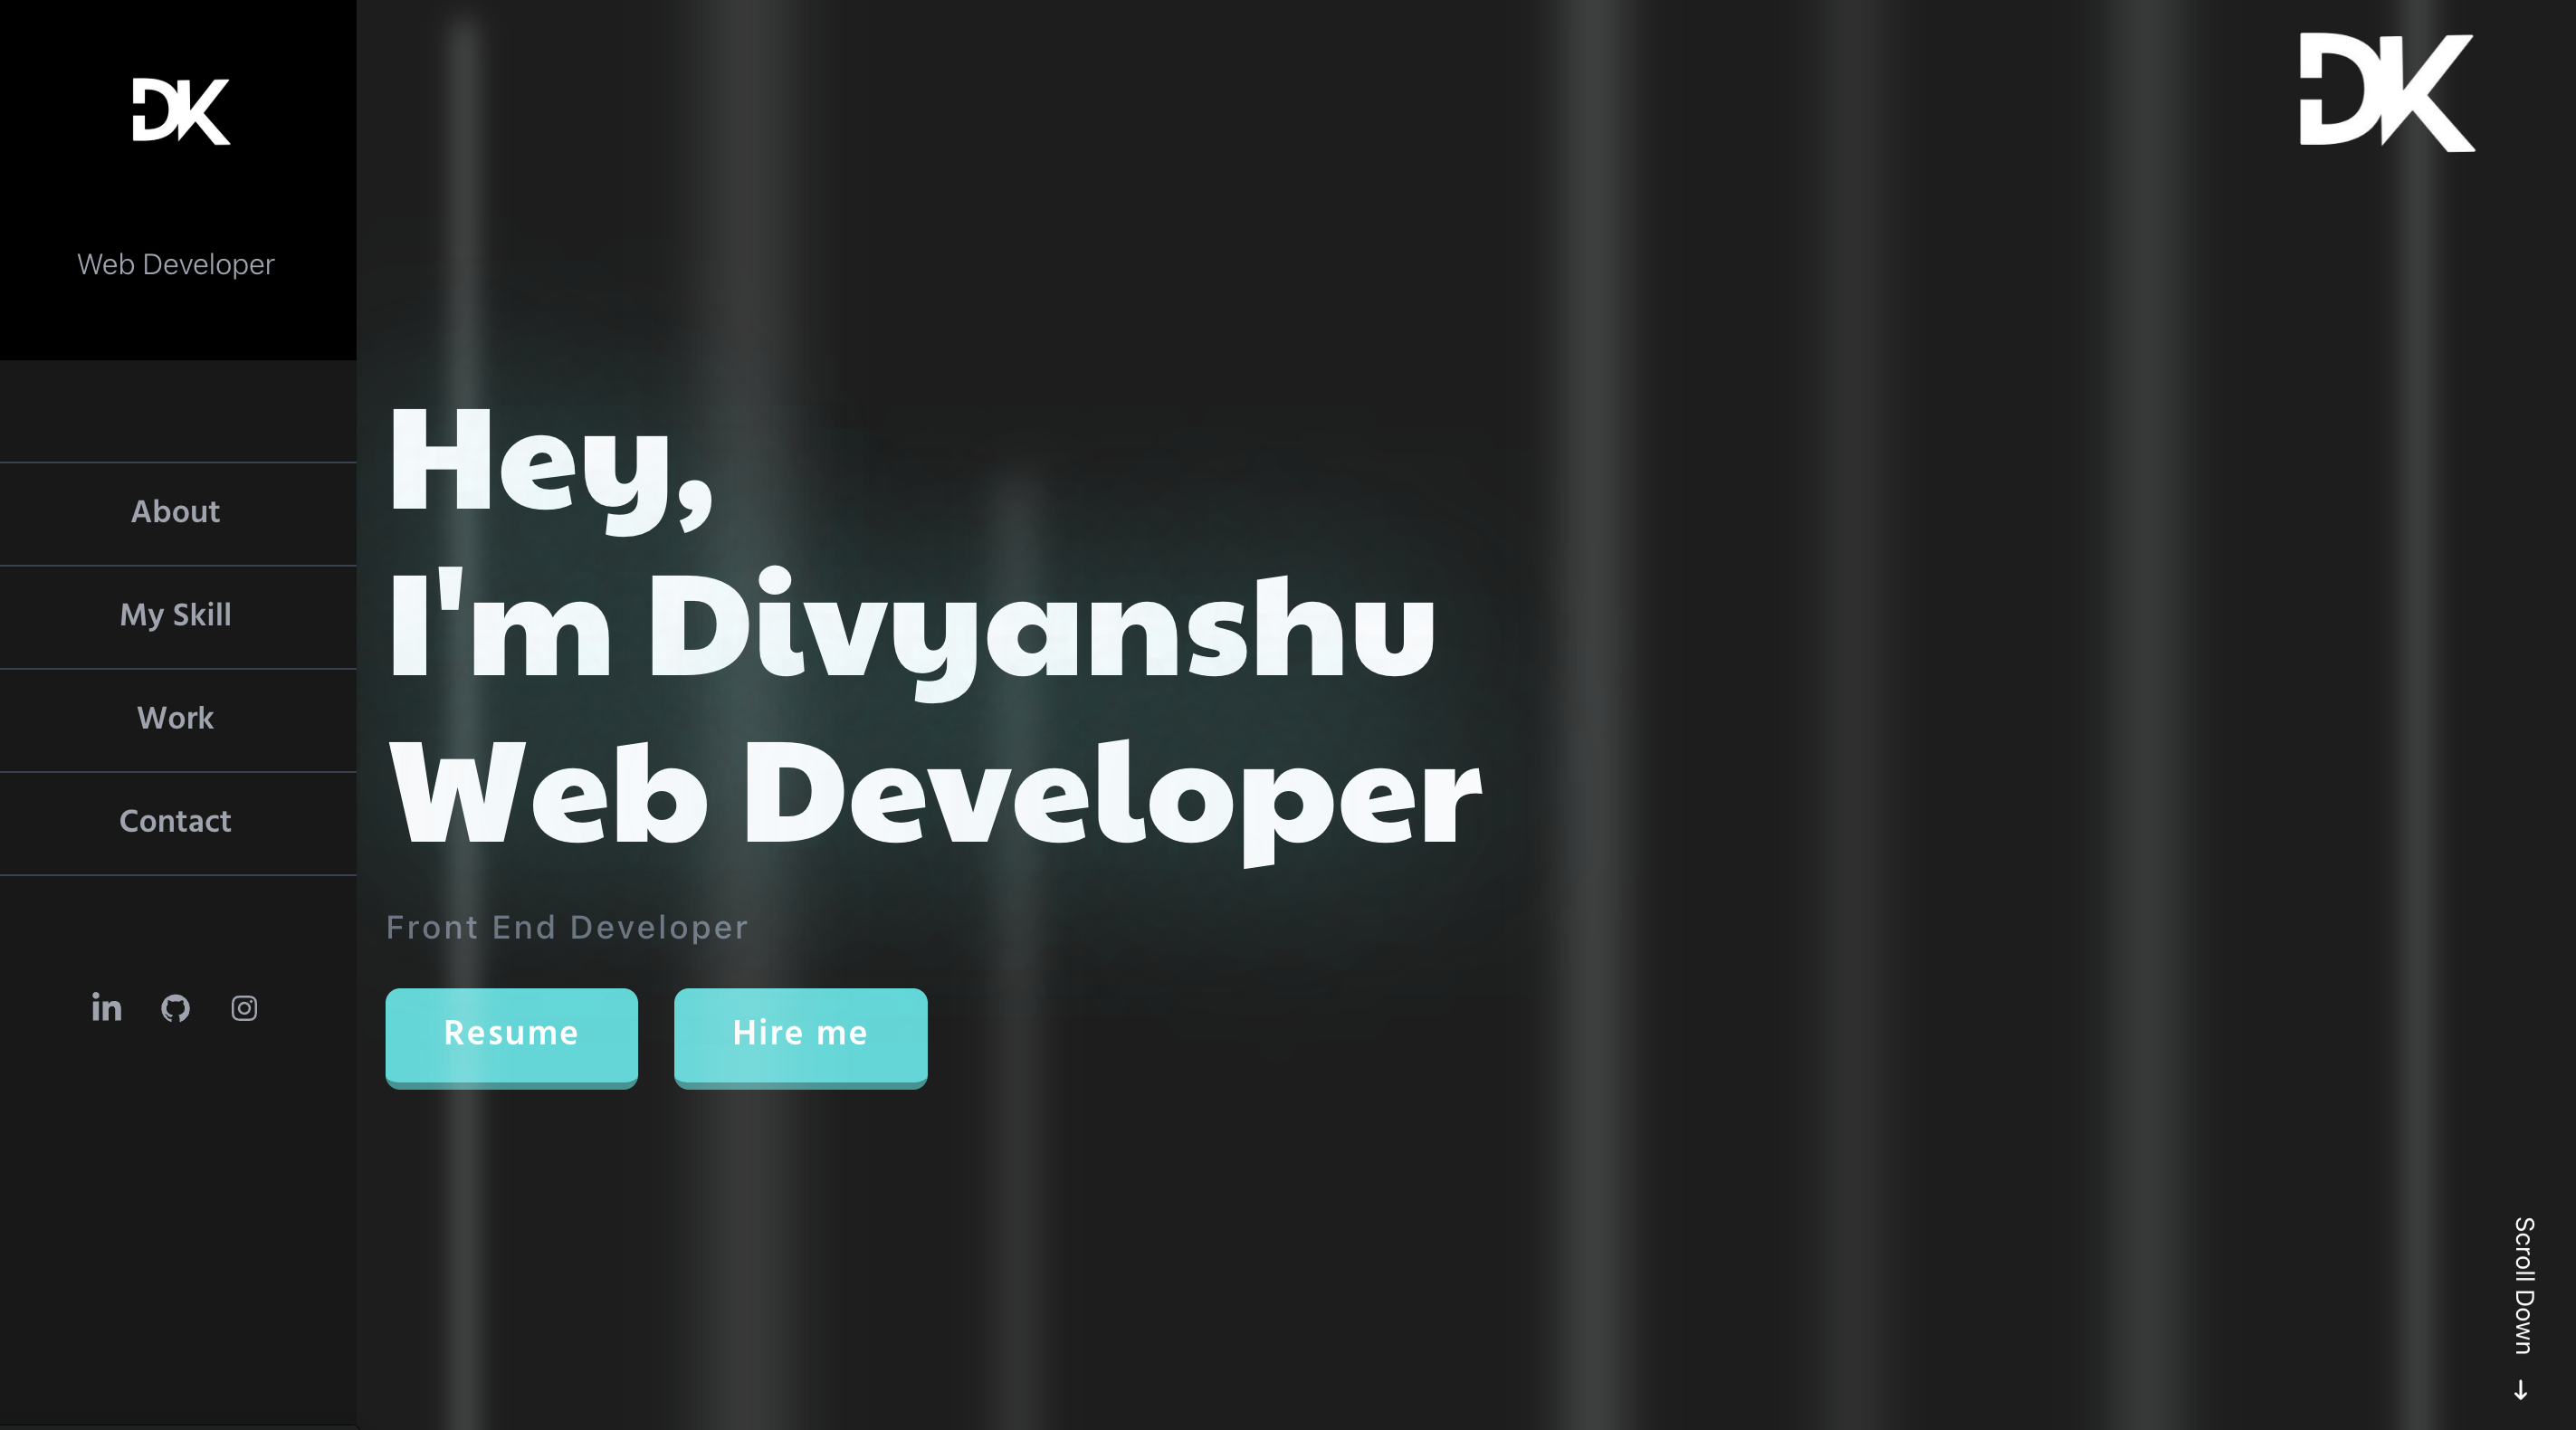 DK
Web Developer
About
My Skill
Work
Contact
in
DK
Hey,
I'm Divyanshu
Web Developer
Front End Developer
Resume
Hire me
Scroll Down